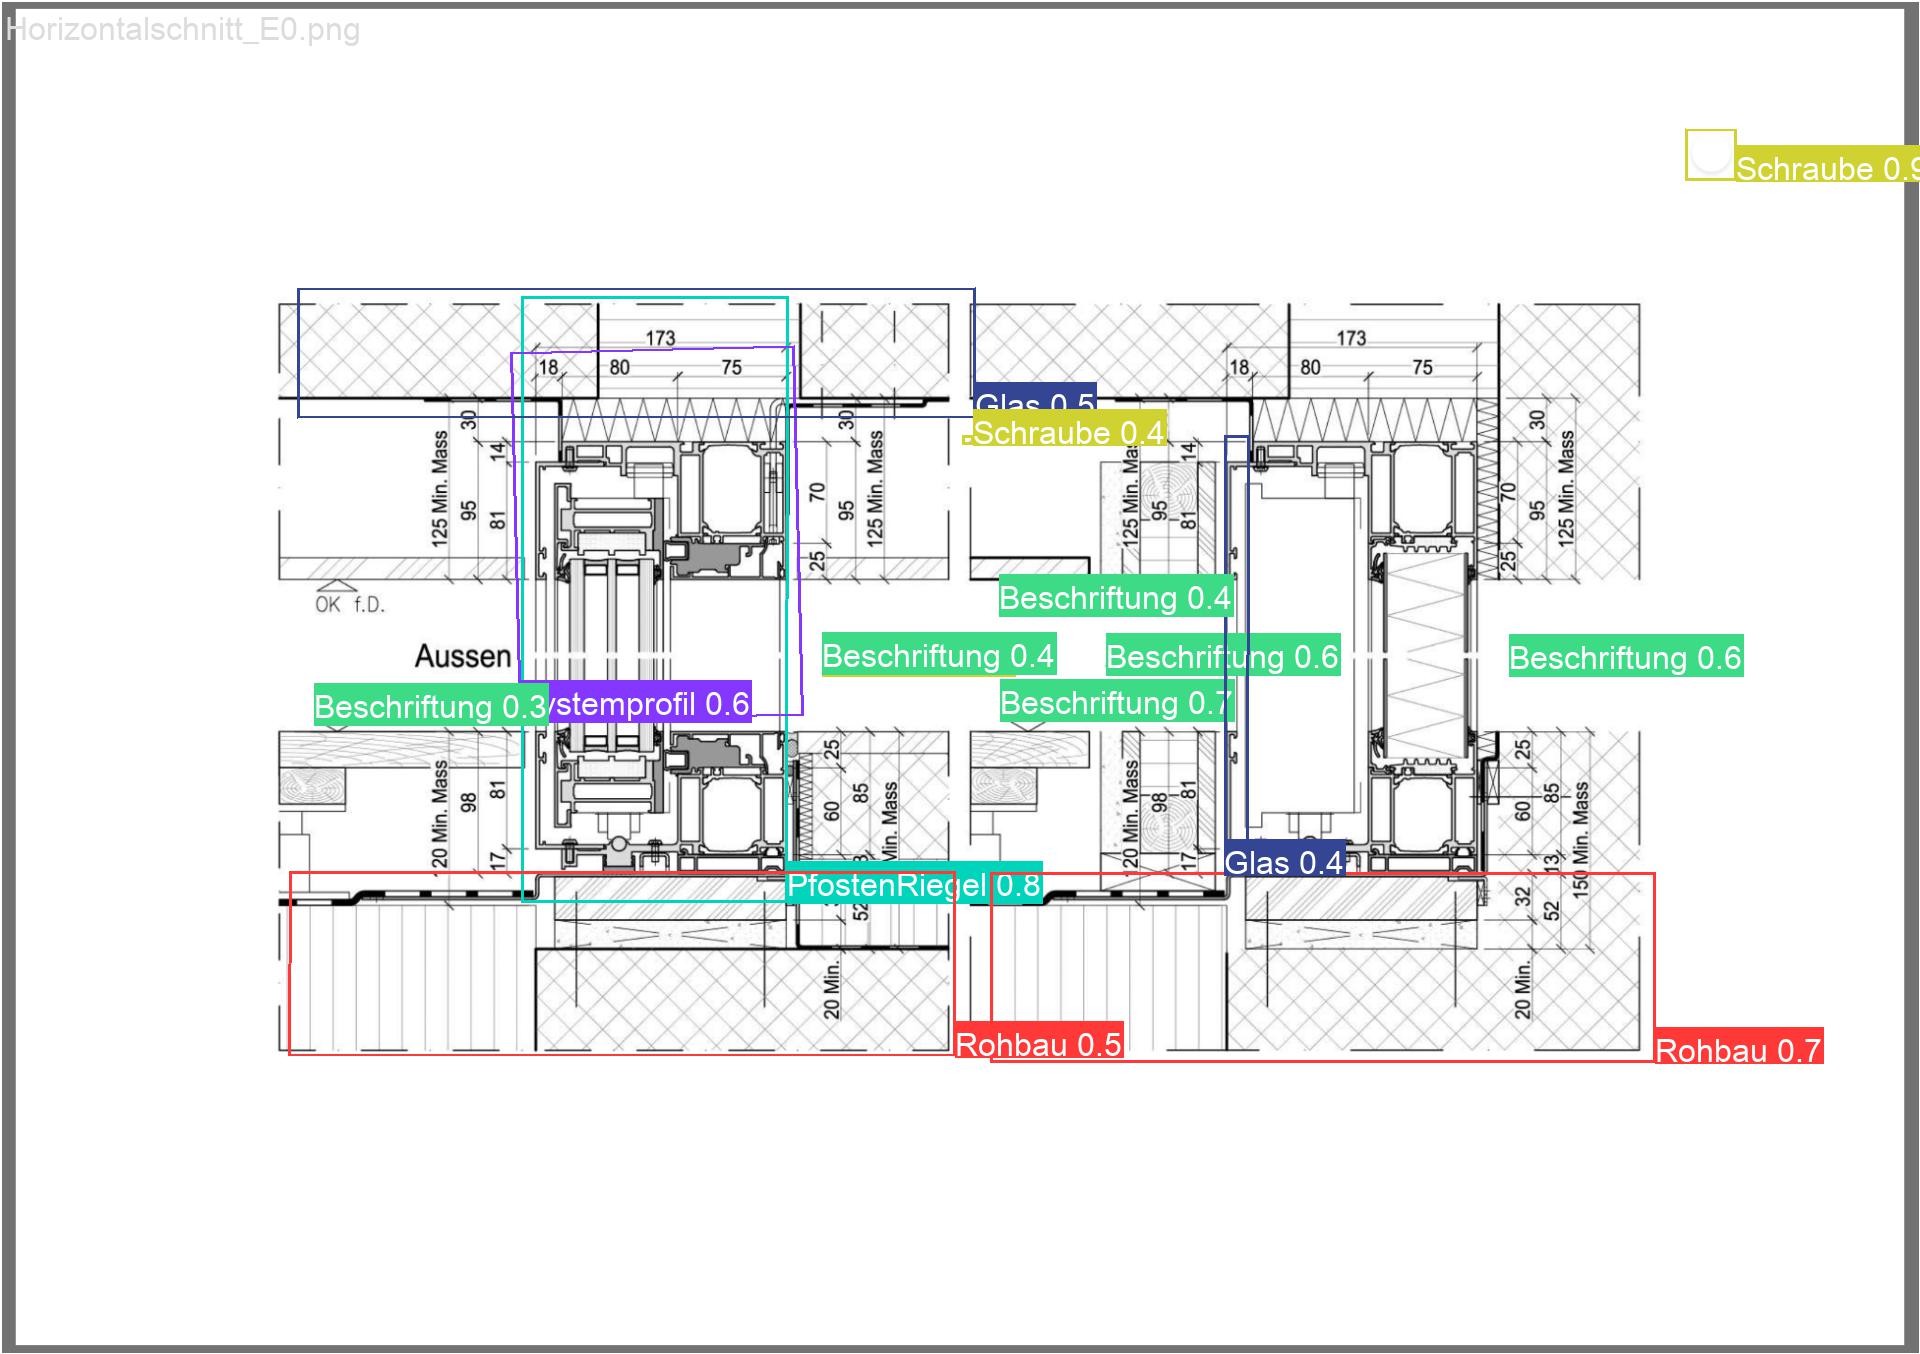 Horizontalschnitt_E0.png
Schraube 0.9
173
173
18
80
75
18
80
75
Glas 0.5
Schraube 0.4
30
14
125 Min. Mass
95
81
30
70
95
125 Min. Mass
25
14
125 Min. Mass
95
81
30
70
95
125 Min. Mass
25
OK f.D.
Beschriftung 0.4
Aussen
Beschriftung 0.4
Beschriftung 0.6
Beschriftung 0.6
Beschriftung 0.3
ystemprofil 0.6
Beschriftung 0.7
120 Min. Mass
98
81
17
25
60
85
Min. Mass
52
120 Min. Mass
98
81
17
25
60
85
13
150 Min. Mass
32
52
Glas 0.4
PfostenRiegel 0.8
20 Min.
20 Min.
Rohbau 0.5
Rohbau 0.7